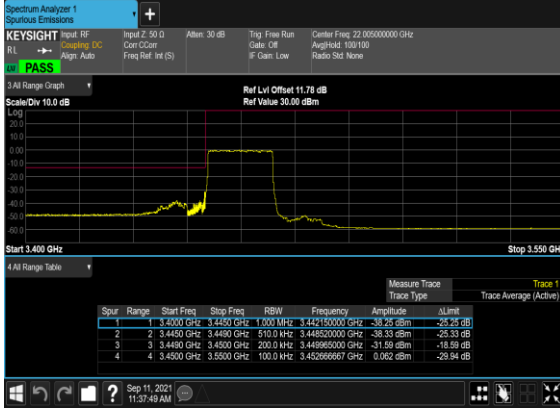 Spectrum Analyzer 1
Spurious Emissions
+
KEYSIGHT Input: RF Input Z: 50 Ω Atten: 30 dB Trig: Free Run Center Freq: 22.005000000 GHz
RL Coupling: DC Corr CCorr Gate: Off Avg|Hold: 100/100
Align: Auto Freq Ref: Int (S) IF Gain: Low Radio Std: None
PASS
3.All Range Graph
Ref Lvl Offset 11.78 dB
Scale/Div 10.0 dB Ref Value 30.00 dBm
Log
20.0
10.0
0.00
-10.0
-20.0
-30.0
-40.0
-50.0
-60.0
Start 3.400 GHz Stop 3.550 GH
4.All Range Table
Measure Trace Trace 1
Trace Type Trace Average (Active)
Spur Range Start Freq Stop Freq RBW Frequency Amplitude ΔLimit
1 1 3.4000 GHz 3.4450 GHz 1.000 MHz 3.442150000 GHz -38.25 dBm -25.25 dB
2 2 3.4450 GHz 3.4490 GHz 510.0 kHz 3.448520000 GHz -38.33 dBm -25.33 dB
3 3 3.4490 GHz 3.4500 GHz 200.0 kHz 3.449965000 GHz -31.59 dBm -18.59 dB
4 4 3.4500 GHz 3.5500 GHz 100.0 kHz 3.452666667 GHz 0.062 dBm -29.94 dB
?
Sep 11, 2021
11:37:49 AM